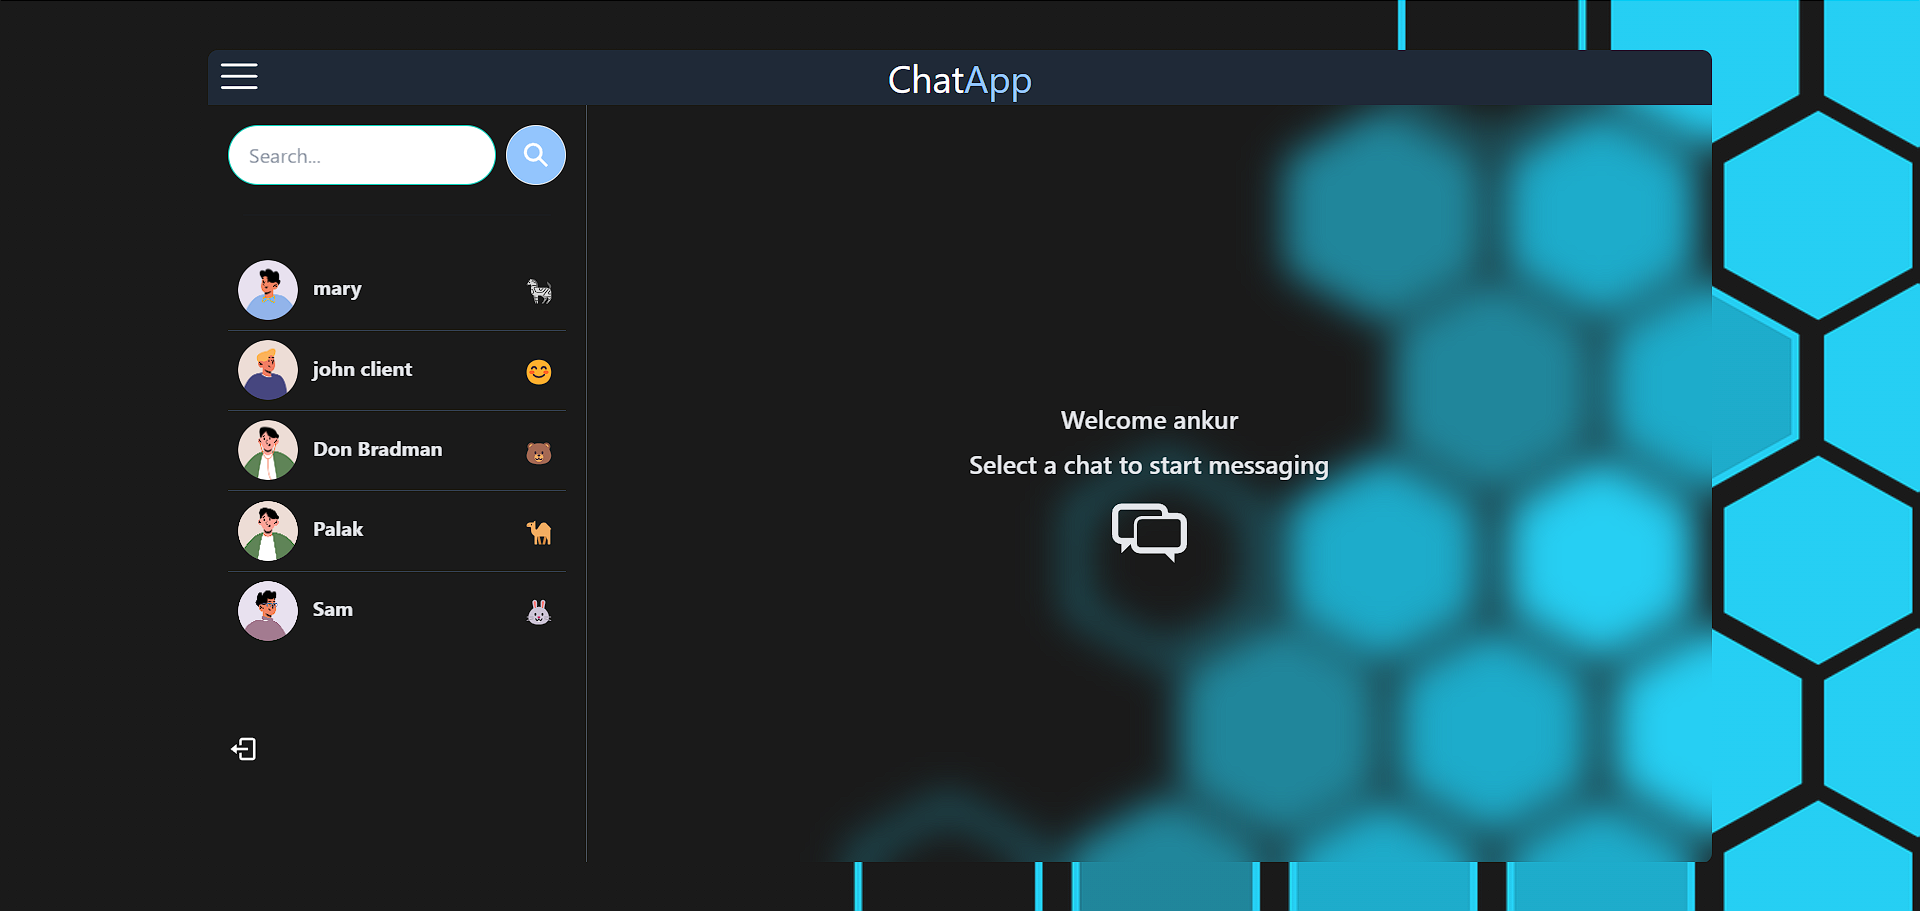 ChatApp
Search...
mary
john client
Don Bradman
Palak
Sam
Welcome ankur
Select a chat to start messaging